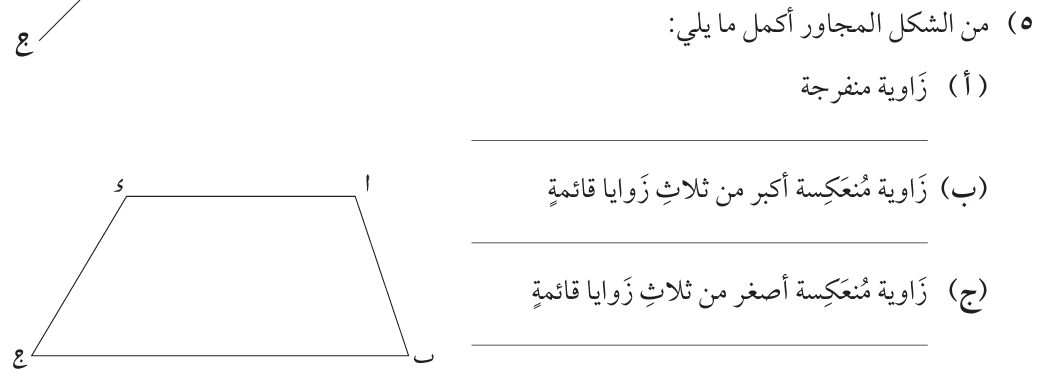 ج
٥) من الشكل المجاور أكمل ما يلي:
(أ) زَاوية منفرجة
(ب) زَاوية مُنعَكِسة أكبر من ثلاثِ زَوايا قائمةٍ
(ج) زَاوية مُنعَكِسة أصغر من ثلاثِ زَوايا قائمةٍ
ا
ء
ب
ج